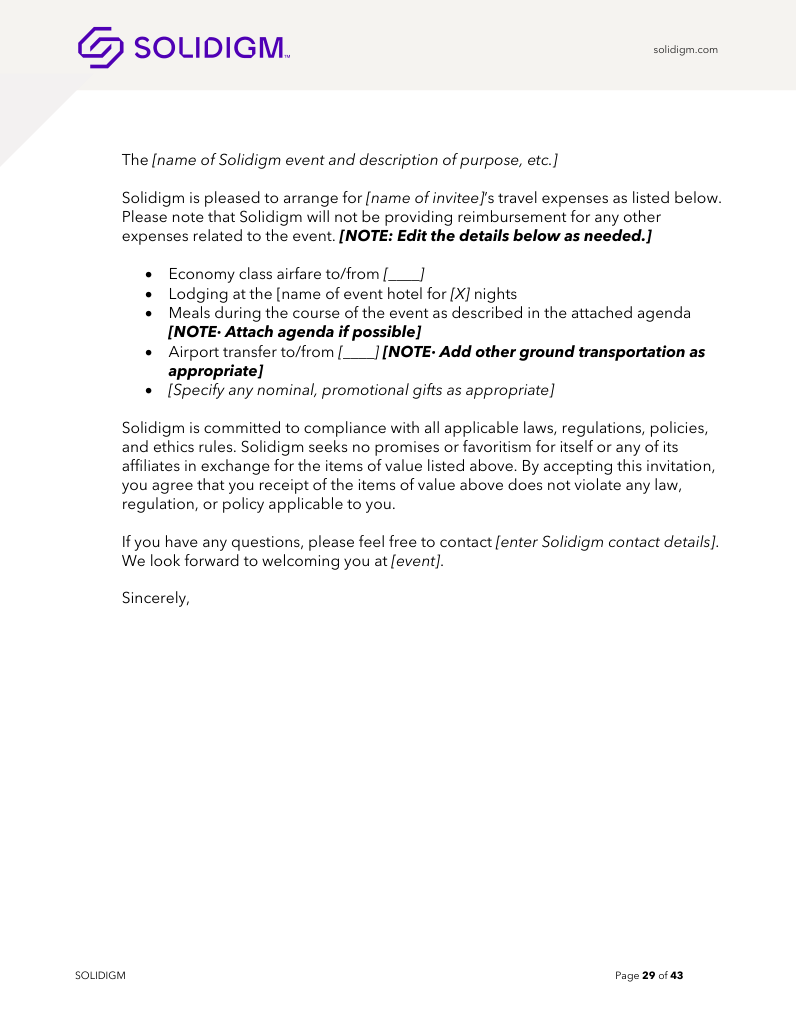 SOLIDIGM™
solidigm.com
The [name of Solidigm event and description of purpose, etc.]
Solidigm is pleased to arrange for [name of invitee]’s travel expenses as listed below.
Please note that Solidigm will not be providing reimbursement for any other
expenses related to the event. [NOTE: Edit the details below as needed.]
• Economy class airfare to/from [____]
• Lodging at the [name of event hotel for [X] nights
• Meals during the course of the event as described in the attached agenda
[NOTE· Attach agenda if possible]
• Airport transfer to/from [____] [NOTE· Add other ground transportation as
appropriate]
• [Specify any nominal, promotional gifts as appropriate]
Solidigm is committed to compliance with all applicable laws, regulations, policies,
and ethics rules. Solidigm seeks no promises or favoritism for itself or any of its
affiliates in exchange for the items of value listed above. By accepting this invitation,
you agree that you receipt of the items of value above does not violate any law,
regulation, or policy applicable to you.
If you have any questions, please feel free to contact [enter Solidigm contact details].
We look forward to welcoming you at [event].
Sincerely,
SOLIDIGM
Page 29 of 43